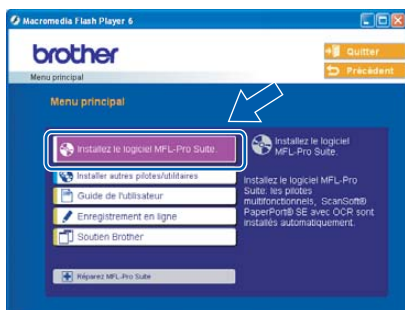 Macromedia Flash Player 6
brother
Quitter
Menu principal
Précédent
Menu principal
Installez le logiciel MFL-Pro Suite.
Installer autres pilotes/utilitaires
Guide de l'utilisateur
Enregistrement en ligne
Soutien Brother
Réparez MFL-Pro Suite
Installez le logiciel
MFL-Pro Suite.
Installez le logiciel MFL-Pro
Suite: les pilotes
multifonctionnels, ScanSoft®
PaperPort® SE avec OCR sont
installés automatiquement.